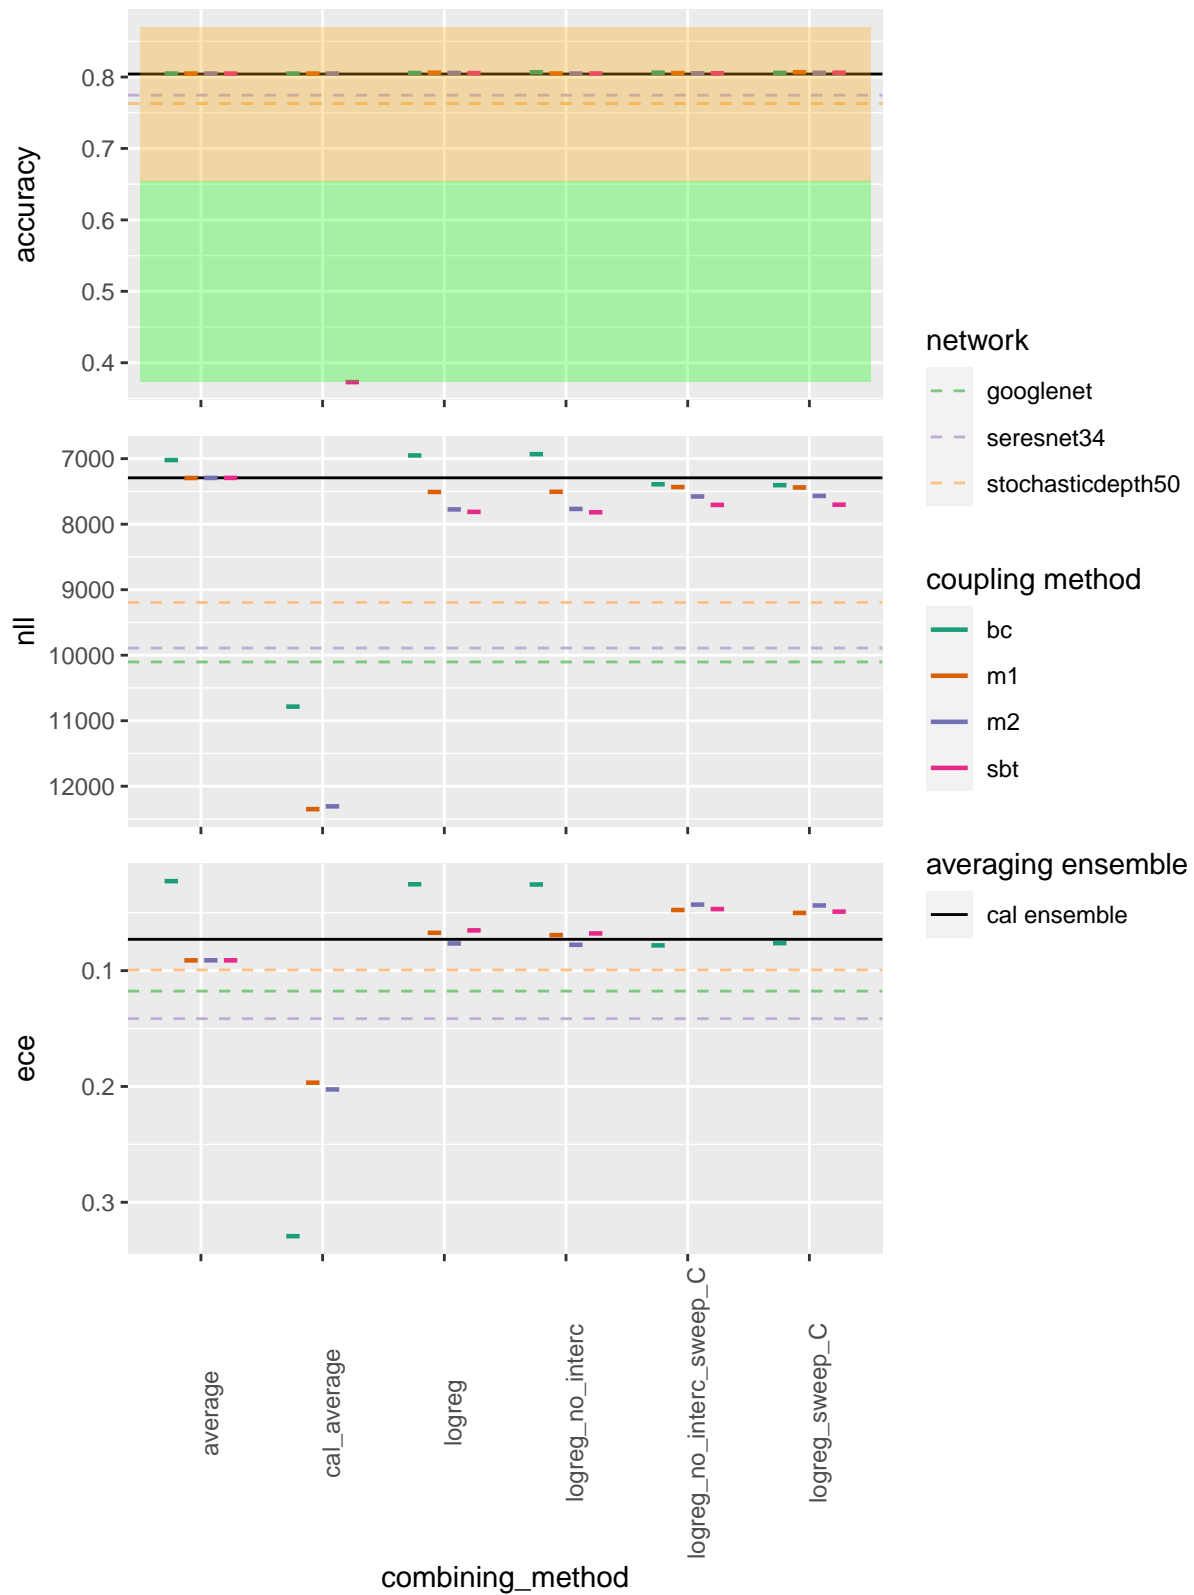 accuracy
0.8
0.7
0.6
0.5
0.4
nll
7000
8000
9000
10000
11000
12000
ece
0.1
0.2
0.3
average
cal_average
logreg
logreg_no_interc
logreg_no_interc_sweep_C
logreg_sweep_C
combining_method
network
googlenet
seresnet34
stochasticdepth50
coupling method
bc
m1
m2
sbt
averaging ensemble
cal ensemble